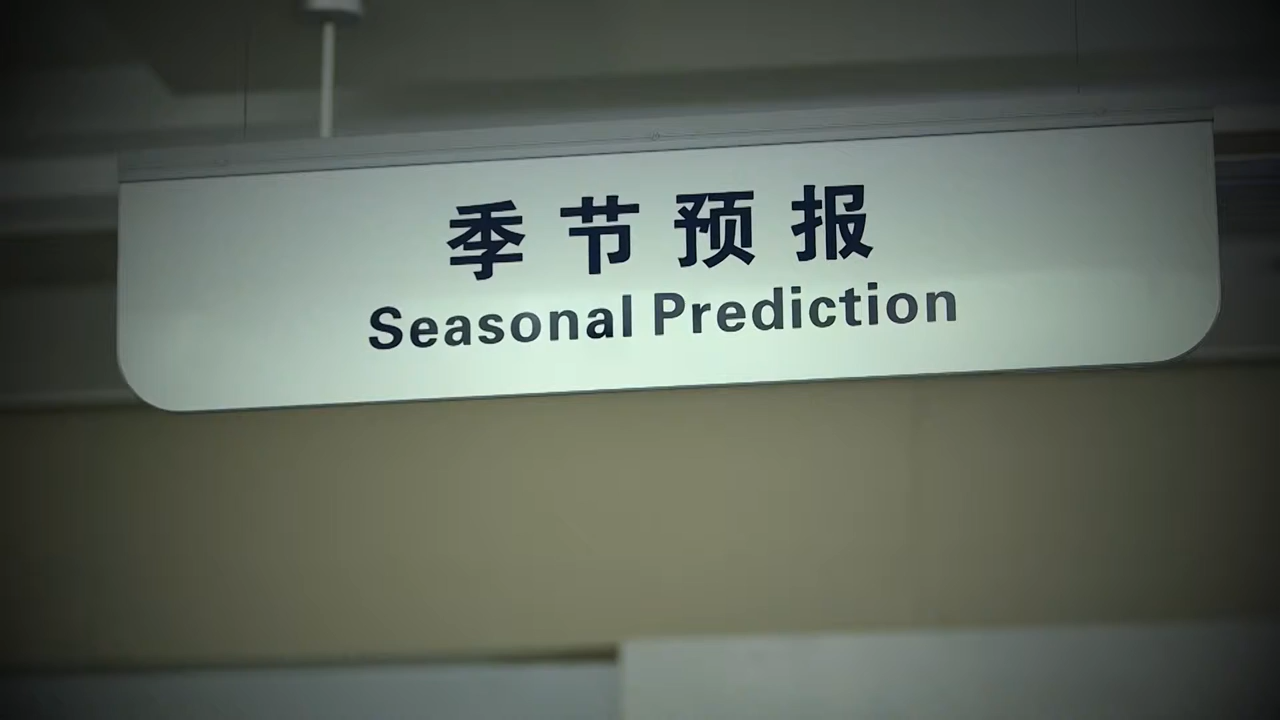 季节预报
Seasonal Prediction